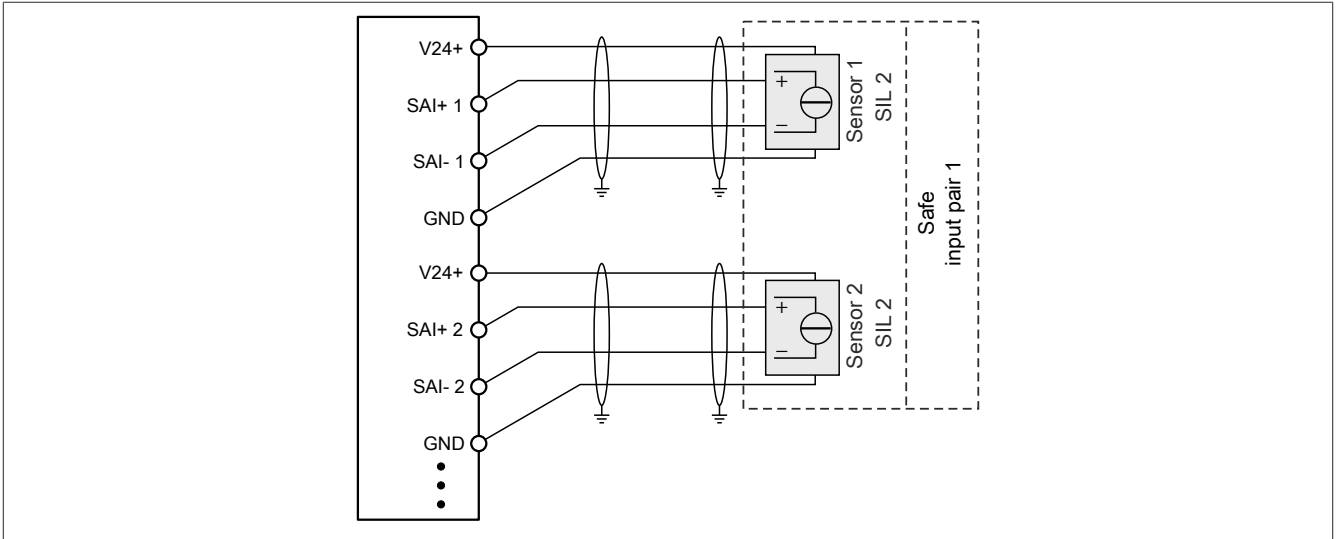 V24+
SAI+ 1
SAI- 1
GND
V24+
SAI+ 2
SAI- 2
GND
+
−
Sensor 1
SIL 2
+
−
Sensor 2
SIL 2
Safe
input pair 1